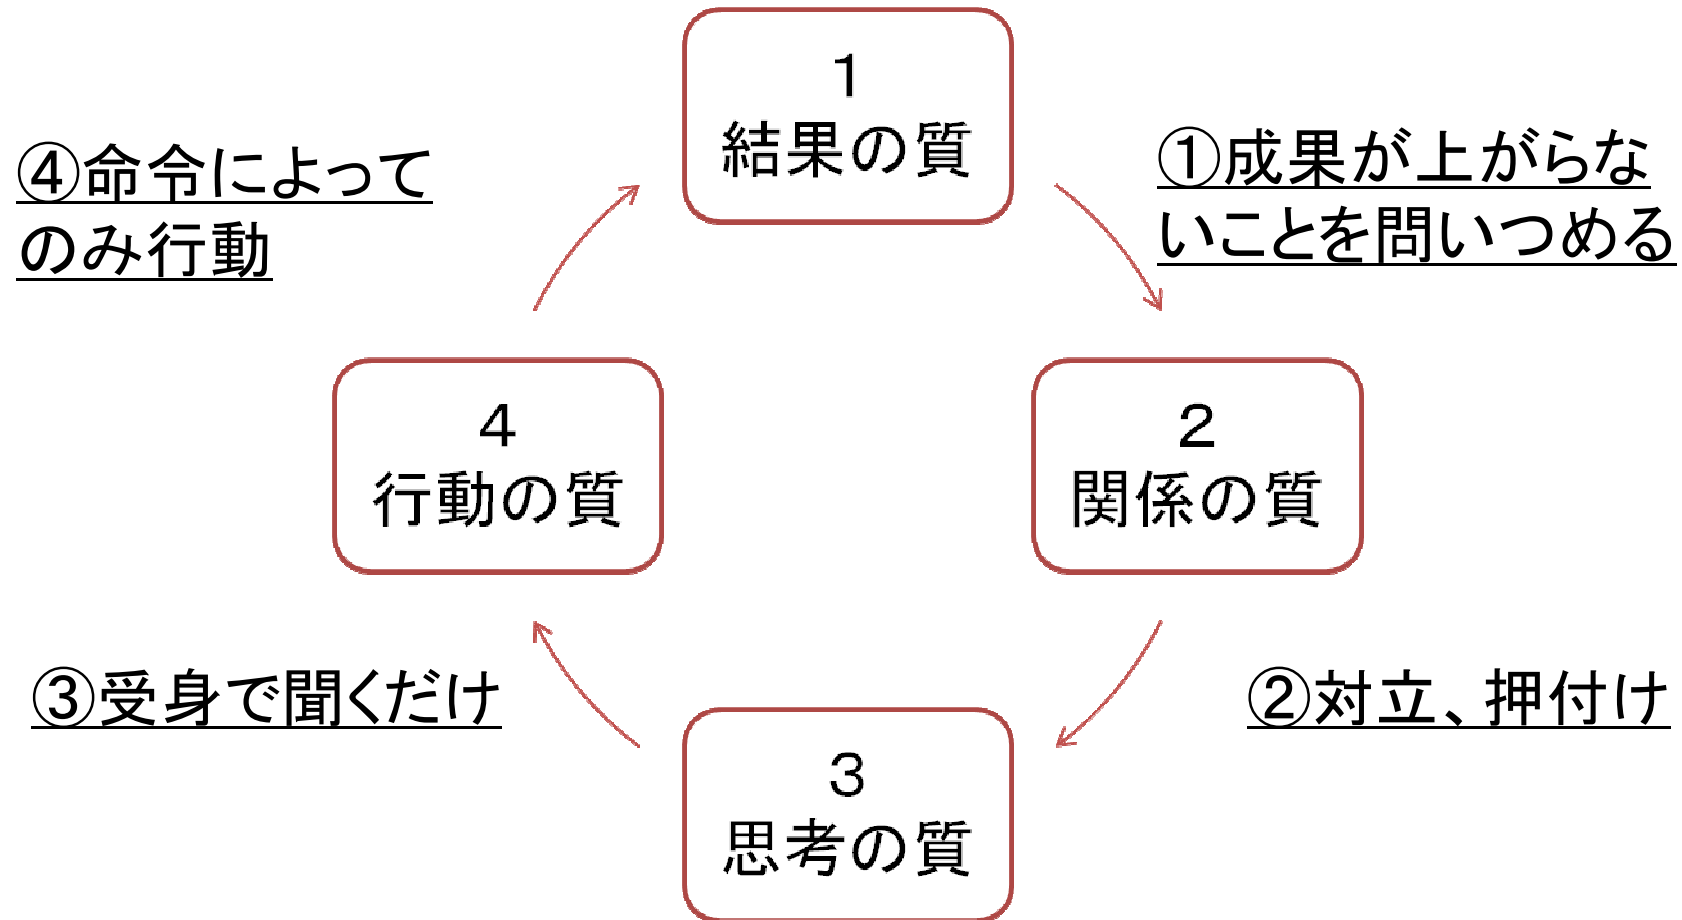 1
結果の質
①成果が上がらな
いことを問いつめる
2
関係の質
②対立、押付け
3
思考の質
③受身で聞くだけ
4
行動の質
④命令によって
のみ行動